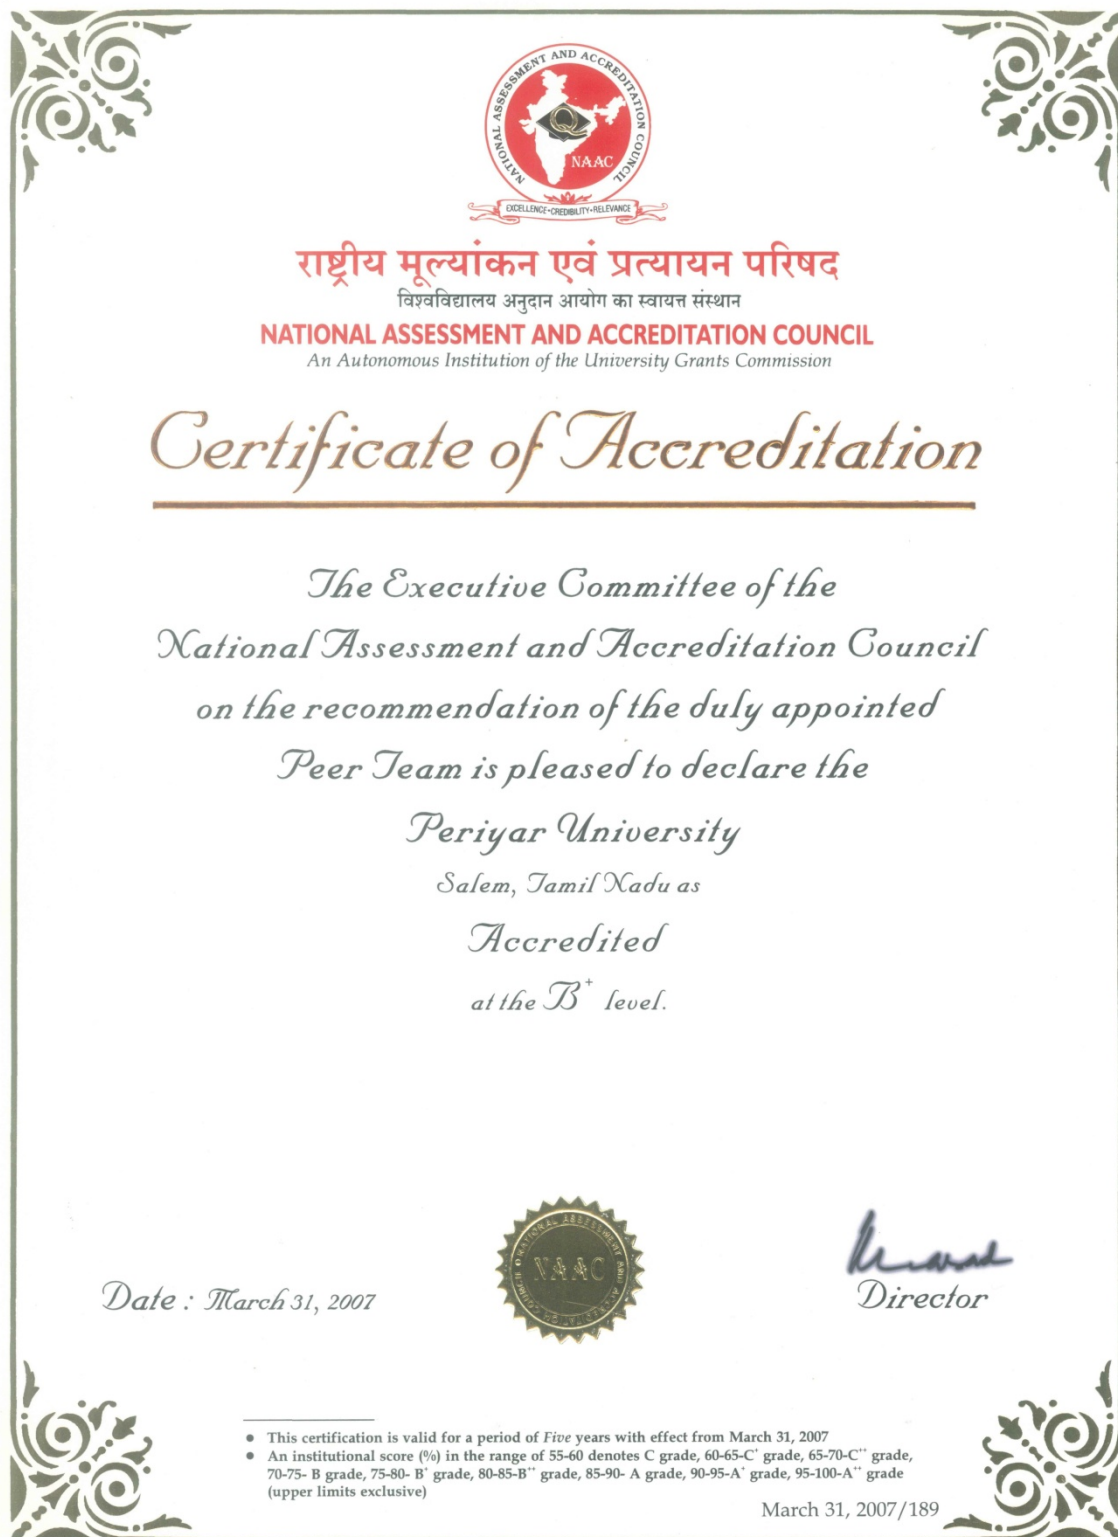 NATIONAL ASSESSMENT AND ACCREDITATION COUNCIL
Q
NAAC
EXCELLENCE•CREDIBILITY•RELEVANCE
राष्ट्रीय मूल्यांकन एवं प्रत्यायन परिषद
विश्वविद्यालय अनुदान आयोग का स्वायत्त संस्थान
NATIONAL ASSESSMENT AND ACCREDITATION COUNCIL
An Autonomous Institution of the University Grants Commission
Certificate of Accreditation
The Executive Committee of the
National Assessment and Accreditation Council
on the recommendation of the duly appointed
Peer Team is pleased to declare the
Periyar University
Salem, Tamil Nadu as
Accredited
at the B⁺ level.
NATIONAL ASSESSMENT AND ACCREDITATION COUNCIL
NAAC
Date : March 31, 2007
Director
• This certification is valid for a period of Five years with effect from March 31, 2007
• An institutional score (%) in the range of 55-60 denotes C grade, 60-65-C⁺ grade, 65-70-C⁺⁺ grade,
70-75- B grade, 75-80- B⁺ grade, 80-85-B⁺⁺ grade, 85-90- A grade, 90-95-A⁺ grade, 95-100-A⁺⁺ grade
(upper limits exclusive)
March 31, 2007/189